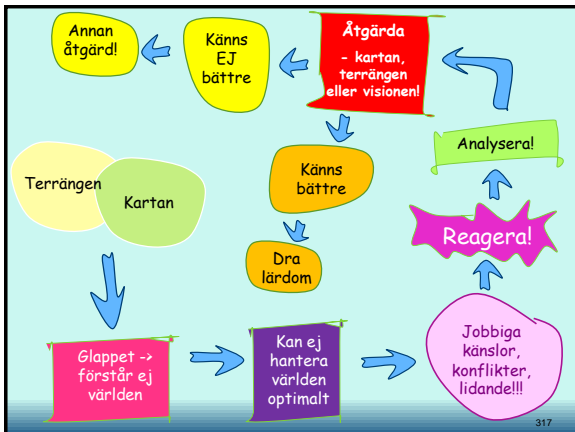 Annan
åtgärd!
Känns
EJ
bättre
Åtgärda
- kartan,
terrängen
eller visionen!
Analysera!
Terrängen
Kartan
Känns
bättre
Reagera!
Dra
lärdom
Glappet ->
förstår ej
världen
Kan ej
hantera
världen
optimalt
Jobbiga
känslor,
konflikter,
lidande!!!
317